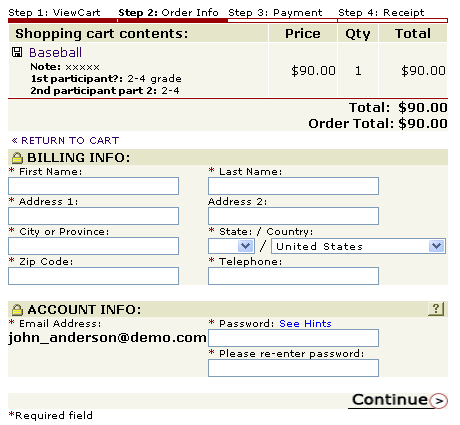 Step 1: ViewCart Step 2: Order Info Step 3: Payment Step 4: Receipt
Shopping cart contents: Price Qty Total
Baseball
Note: xxxxx
1st participant?: 2-4 grade $90.00 1 $90.00
2nd participant part 2: 2-4
Total: $90.00
Order Total: $90.00
« RETURN TO CART
BILLING INFO:
* First Name: * Last Name:
* Address 1: Address 2:
* City or Province: * State: / Country:
/ United States
* Zip Code: * Telephone:
ACCOUNT INFO: ?
* Email Address: * Password: See Hints
john_anderson@demo.com
* Please re-enter password:
Continue >
*Required field